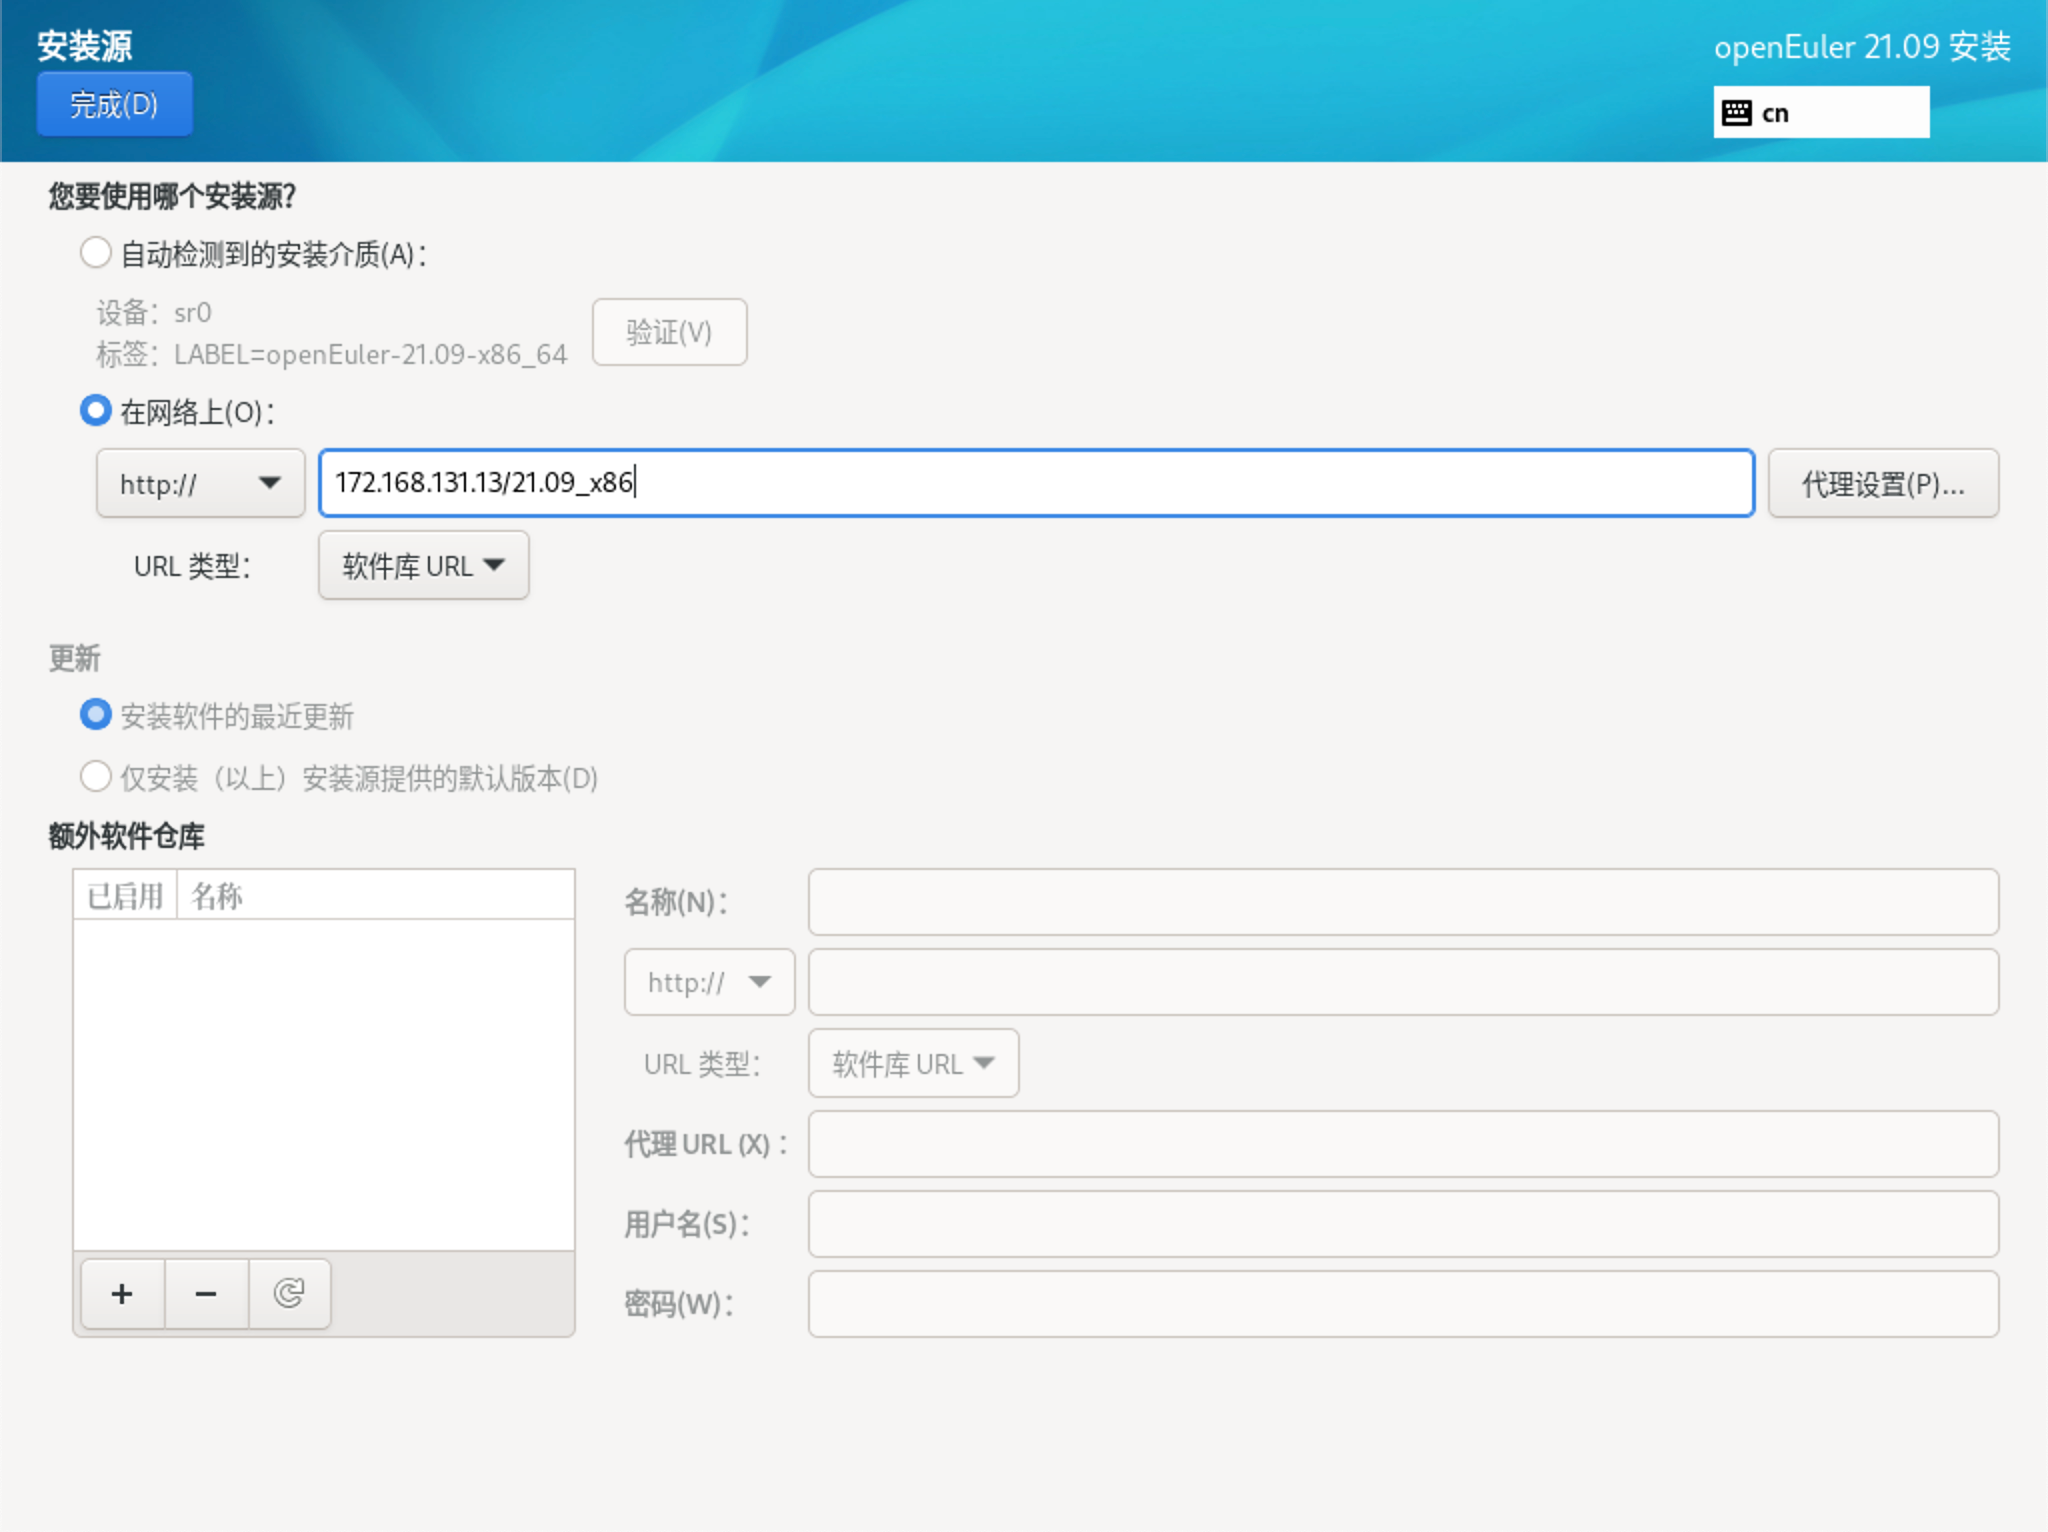 安装源
openEuler 21.09 安装
完成(D)
cn
您要使用哪个安装源？
自动检测到的安装介质(A)：
设备：sr0
标签：LABEL=openEuler-21.09-x86_64
验证(V)
在网络上(O)：
http://
172.168.131.13/21.09_x86
代理设置(P)...
URL 类型：
软件库 URL
更新
安装软件的最近更新
仅安装（以上）安装源提供的默认版本(D)
额外软件仓库
已启用 名称
名称(N)：
http://
URL 类型：
软件库 URL
代理 URL (X)：
用户名(S)：
密码(W)：